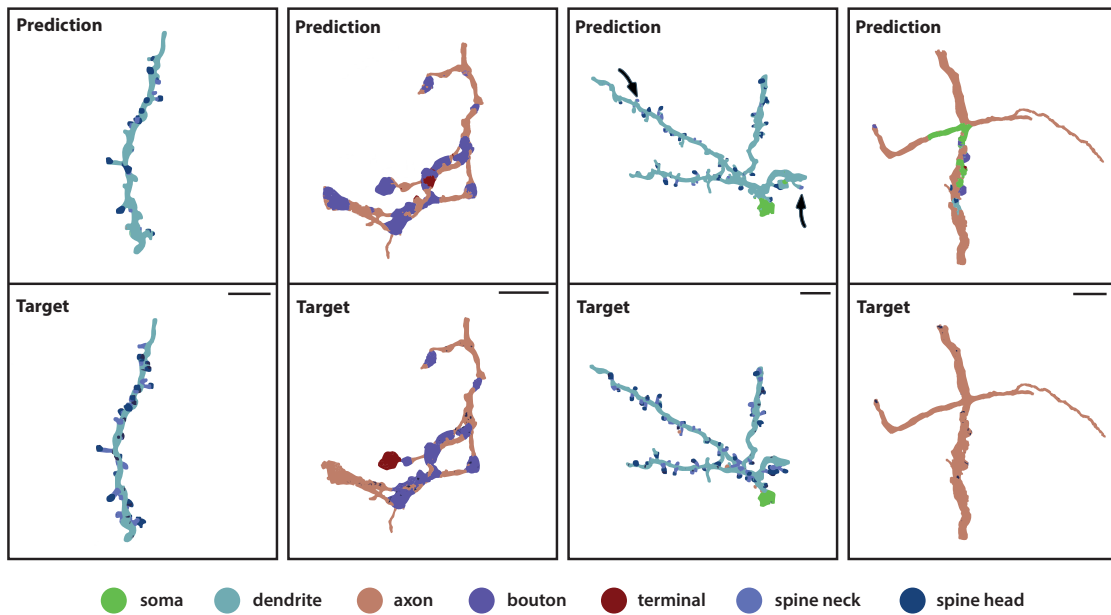 Prediction
Prediction
Prediction
Prediction
Target
Target
Target
Target
soma
dendrite
axon
bouton
terminal
spine neck
spine head